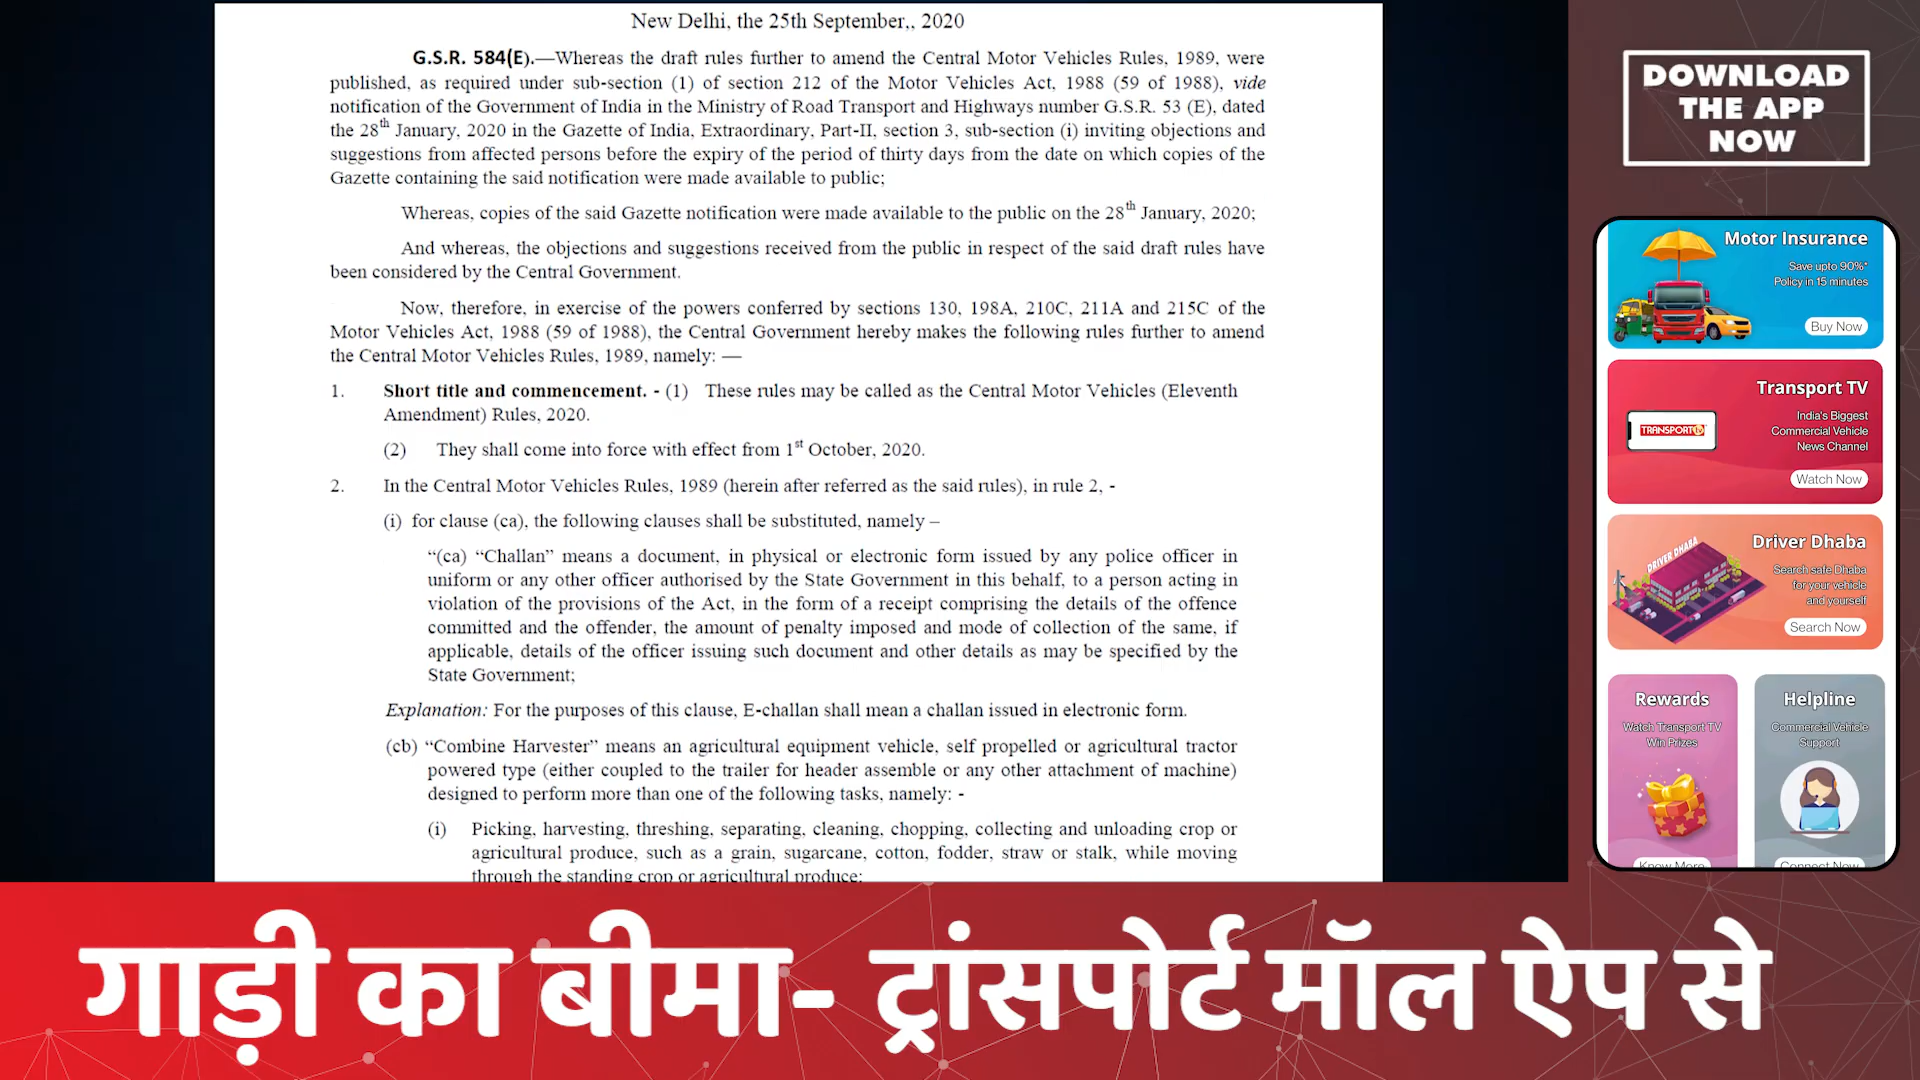 New Delhi, the 25th September,, 2020
G.S.R. 584(E).—Whereas the draft rules further to amend the Central Motor Vehicles Rules, 1989, were
published, as required under sub-section (1) of section 212 of the Motor Vehicles Act, 1988 (59 of 1988), vide
notification of the Government of India in the Ministry of Road Transport and Highways number G.S.R. 53 (E), dated
the 28th January, 2020 in the Gazette of India, Extraordinary, Part-II, section 3, sub-section (i) inviting objections and
suggestions from affected persons before the expiry of the period of thirty days from the date on which copies of the
Gazette containing the said notification were made available to public;
Whereas, copies of the said Gazette notification were made available to the public on the 28th January, 2020;
And whereas, the objections and suggestions received from the public in respect of the said draft rules have
been considered by the Central Government.
Now, therefore, in exercise of the powers conferred by sections 130, 198A, 210C, 211A and 215C of the
Motor Vehicles Act, 1988 (59 of 1988), the Central Government hereby makes the following rules further to amend
the Central Motor Vehicles Rules, 1989, namely: —
1. Short title and commencement. - (1) These rules may be called as the Central Motor Vehicles (Eleventh
Amendment) Rules, 2020.
(2) They shall come into force with effect from 1st October, 2020.
2. In the Central Motor Vehicles Rules, 1989 (herein after referred as the said rules), in rule 2, -
(i) for clause (ca), the following clauses shall be substituted, namely –
“(ca) “Challan” means a document, in physical or electronic form issued by any police officer in
uniform or any other officer authorised by the State Government in this behalf, to a person acting in
violation of the provisions of the Act, in the form of a receipt comprising the details of the offence
committed and the offender, the amount of penalty imposed and mode of collection of the same, if
applicable, details of the officer issuing such document and other details as may be specified by the
State Government;
Explanation: For the purposes of this clause, E-challan shall mean a challan issued in electronic form.
(cb) “Combine Harvester” means an agricultural equipment vehicle, self propelled or agricultural tractor
powered type (either coupled to the trailer for header assemble or any other attachment of machine)
designed to perform more than one of the following tasks, namely: -
(i) Picking, harvesting, threshing, separating, cleaning, chopping, collecting and unloading crop or
agricultural produce, such as a grain, sugarcane, cotton, fodder, straw or stalk, while moving
through the standing crop or agricultural produce;
DOWNLOAD
THE APP
NOW
Motor Insurance
Save upto 90%*
Policy in 15 minutes
Buy Now
Transport TV
India's Biggest
Commercial Vehicle
News Channel
TRANSPORT TV
Watch Now
Driver Dhaba
DRIVER DHABA
Search safe Dhaba
for your vehicle
and yourself
Search Now
Rewards
Watch Transport TV
Win Prizes
Know More
Helpline
Commercial Vehicle
Support
Connect Now
गाड़ी का बीमा- ट्रांसपोर्ट मॉल ऐप से